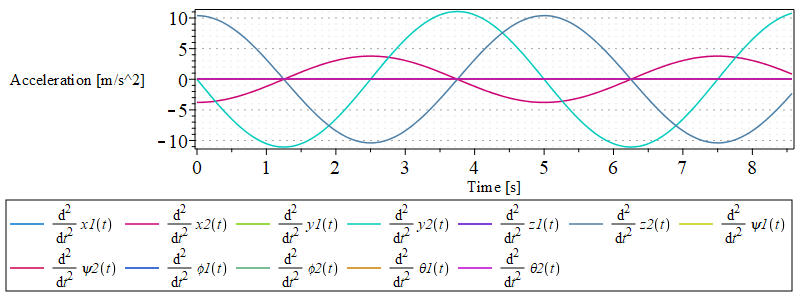 10
5
Acceleration [m/s^2] 0
−5
−10
0 1 2 3 4 5 6 7 8
Time [s]
d²/dt² x1(t) d²/dt² x2(t) d²/dt² y1(t) d²/dt² y2(t) d²/dt² z1(t) d²/dt² z2(t) d²/dt² ψ1(t)
d²/dt² ψ2(t) d²/dt² ϕ1(t) d²/dt² ϕ2(t) d²/dt² θ1(t) d²/dt² θ2(t)